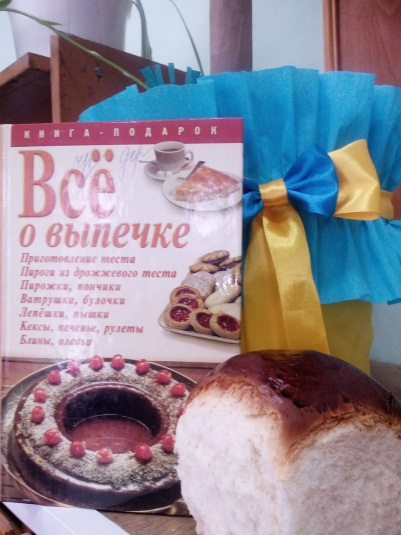 КНИГА - ПОДАРОК
Всё
о выпечке
Приготовление теста
Пироги из дрожжевого теста
Пирожки, пончики
Ватрушки, булочки
Лепёшки, пышки
Кексы, печенье, рулеты
Блины, оладьи